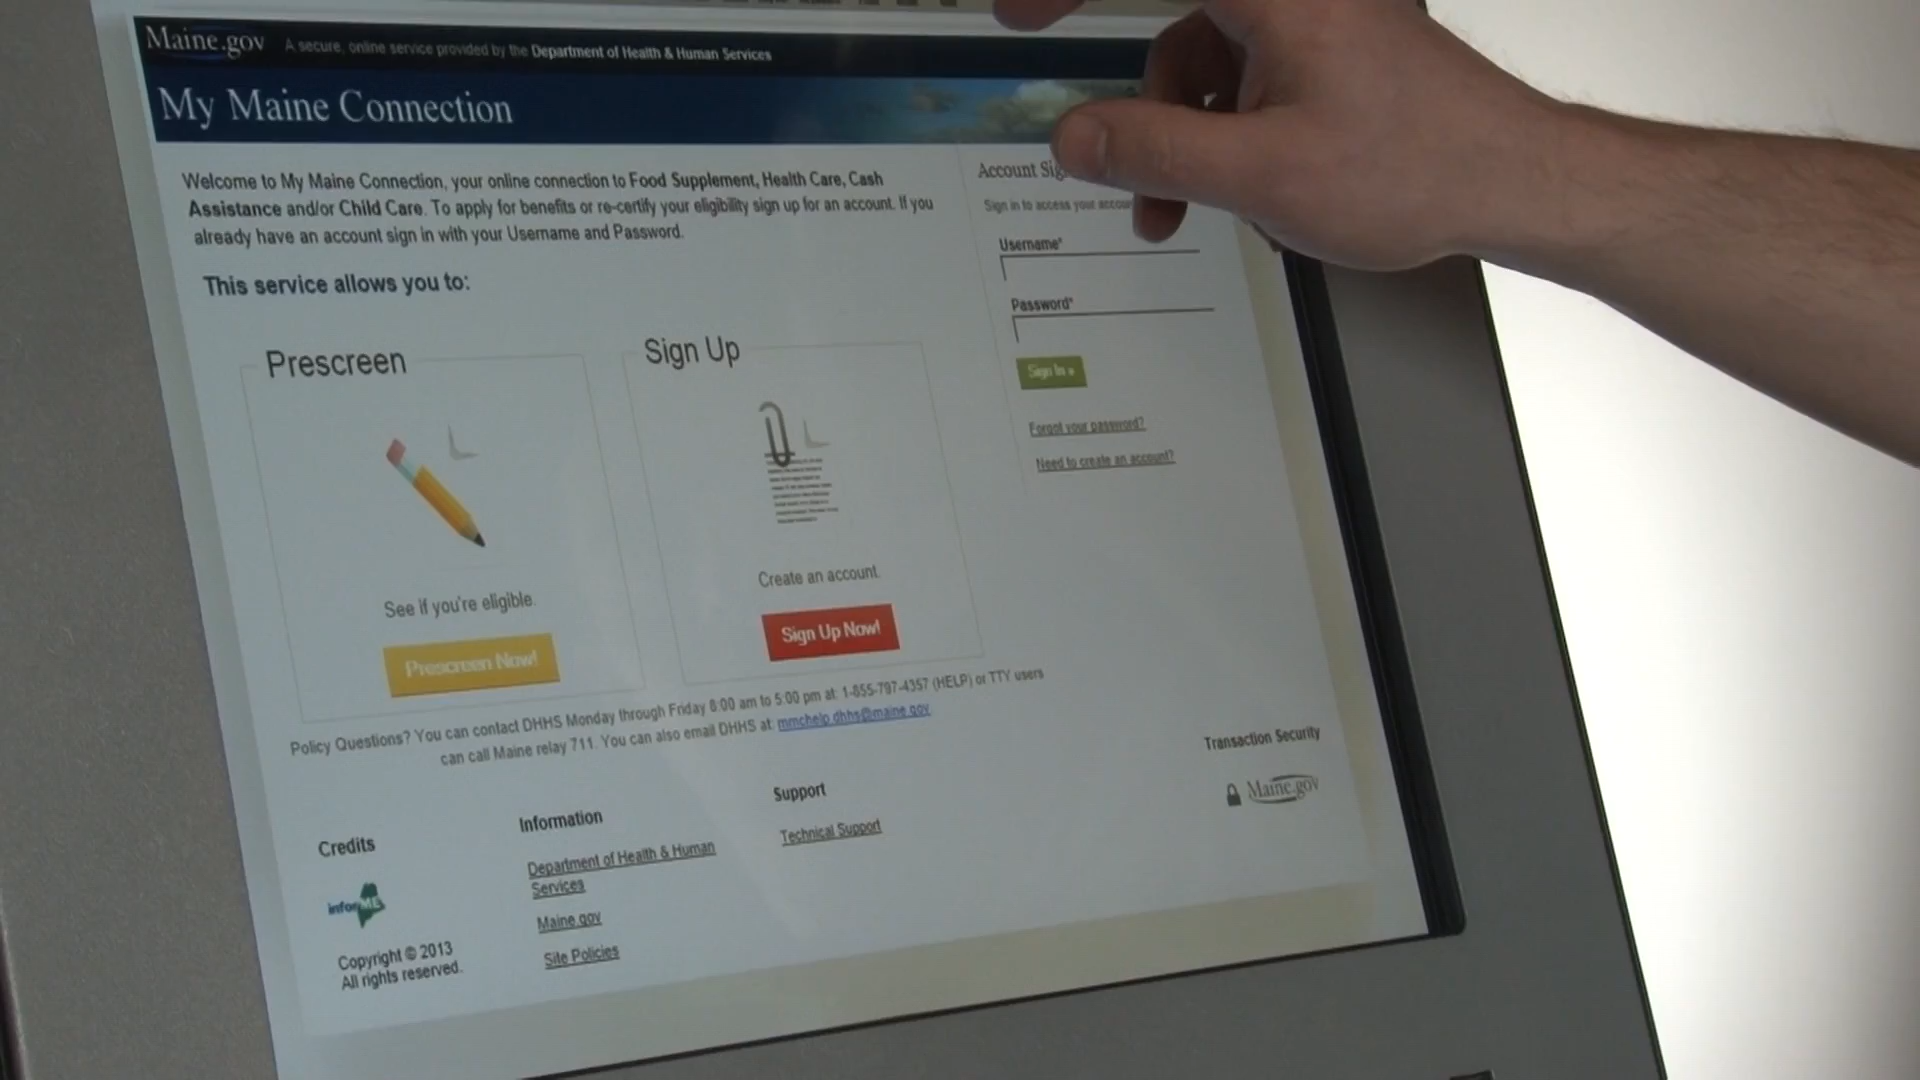 Maine.gov A secure, online service provided by the Department of Health & Human Services
My Maine Connection
Welcome to My Maine Connection, your online connection to Food Supplement, Health Care, Cash
Assistance and/or Child Care. To apply for benefits or re-certify your eligibility sign up for an account. If you
already have an account sign in with your Username and Password.
This service allows you to:
Prescreen
See if you're eligible.
Prescreen Now!
Sign Up
Create an account.
Sign Up Now!
Account
Sign in to access your
Username*
Password*
Sign In »
Forgot your password?
Need to create an account?
Policy Questions? You can contact DHHS Monday through Friday 8:00 am to 5:00 pm at: 1-855-797-4357 (HELP) or TTY users
can call Maine relay 711. You can also email DHHS at: mmchelp.dhhs@maine.gov
Credits
inforME
Copyright © 2013
All rights reserved.
Information
Department of Health & Human
Services
Maine.gov
Site Policies
Support
Technical Support
Transaction Security
Maine.gov